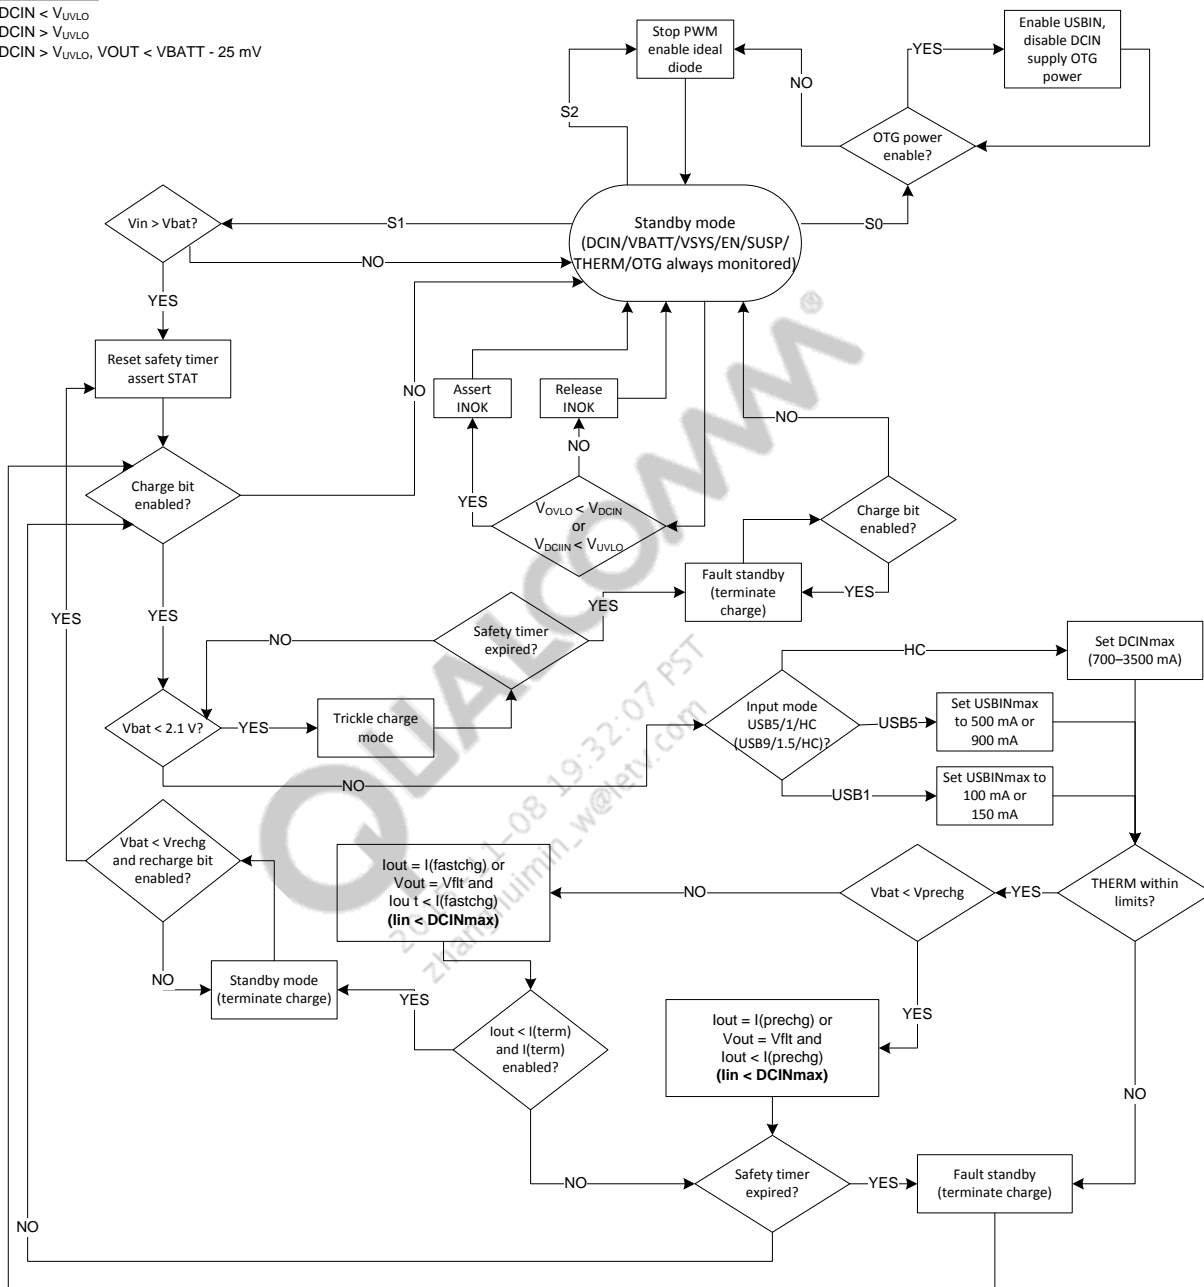 DCIN < VUVLO
DCIN > VUVLO
DCIN > VUVLO, VOUT < VBATT - 25 mV
Stop PWM
enable ideal
diode
Enable USBIN,
disable DCIN
supply OTG
power
YES
NO
S2
OTG power
enable?
Vin > Vbat?
S1
Standby mode
(DCIN/VBATT/VSYS/EN/SUSP/
THERM/OTG always monitored)
S0
NO
YES
Reset safety timer
assert STAT
NO
Assert
INOK
Release
INOK
NO
NO
Charge bit
enabled?
YES
VOVLO < VDCIN
or
VDCIIN < VUVLO
Charge bit
enabled?
Fault standby
(terminate
charge)
YES
YES
YES
YES
NO
Safety timer
expired?
HC
Set DCINmax
(700–3500 mA)
Vbat < 2.1 V?
YES
Trickle charge
mode
Input mode
USB5/1/HC
(USB9/1.5/HC)?
USB5
Set USBINmax
to 500 mA or
900 mA
NO
USB1
Set USBINmax to
100 mA or
150 mA
Vbat < Vrechg
and recharge bit
enabled?
Iout = I(fastchg) or
Vout = Vflt and
Iou t < I(fastchg)
(Iin < DCINmax)
NO
Vbat < Vprechg
YES
THERM within
limits?
NO
Standby mode
(terminate charge)
YES
Iout < I(term)
and I(term)
enabled?
YES
Iout = I(prechg) or
Vout = Vflt and
Iout < I(prechg)
(Iin < DCINmax)
NO
NO
Safety timer
expired?
YES
Fault standby
(terminate charge)
NO
QUALCOMM®
19:32:07 PST